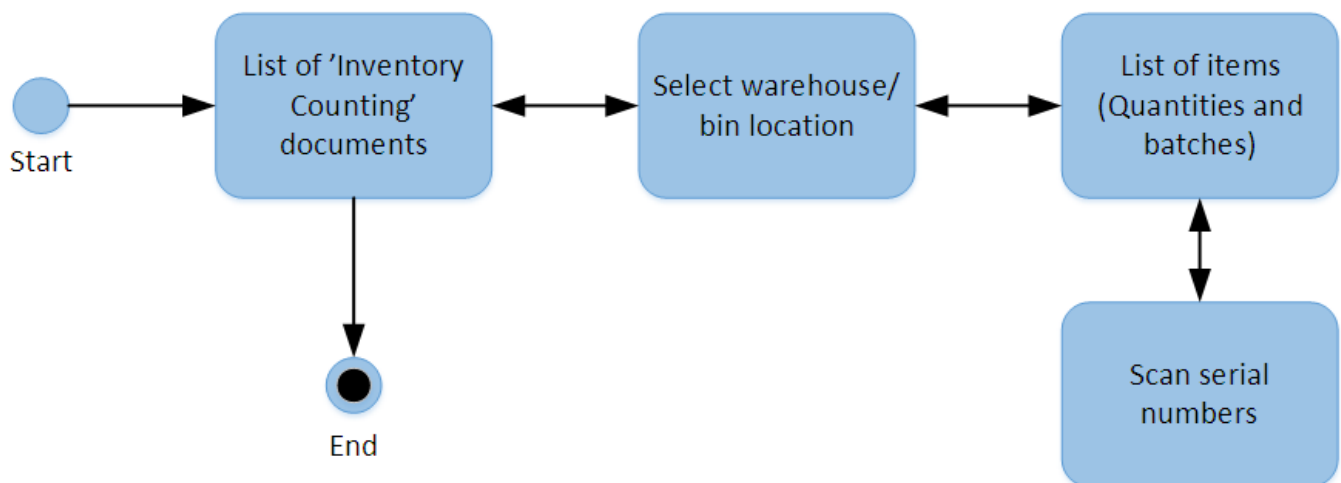 Start
List of ’Inventory
Counting’
documents
Select warehouse/
bin location
List of items
(Quantities and
batches)
End
Scan serial
numbers